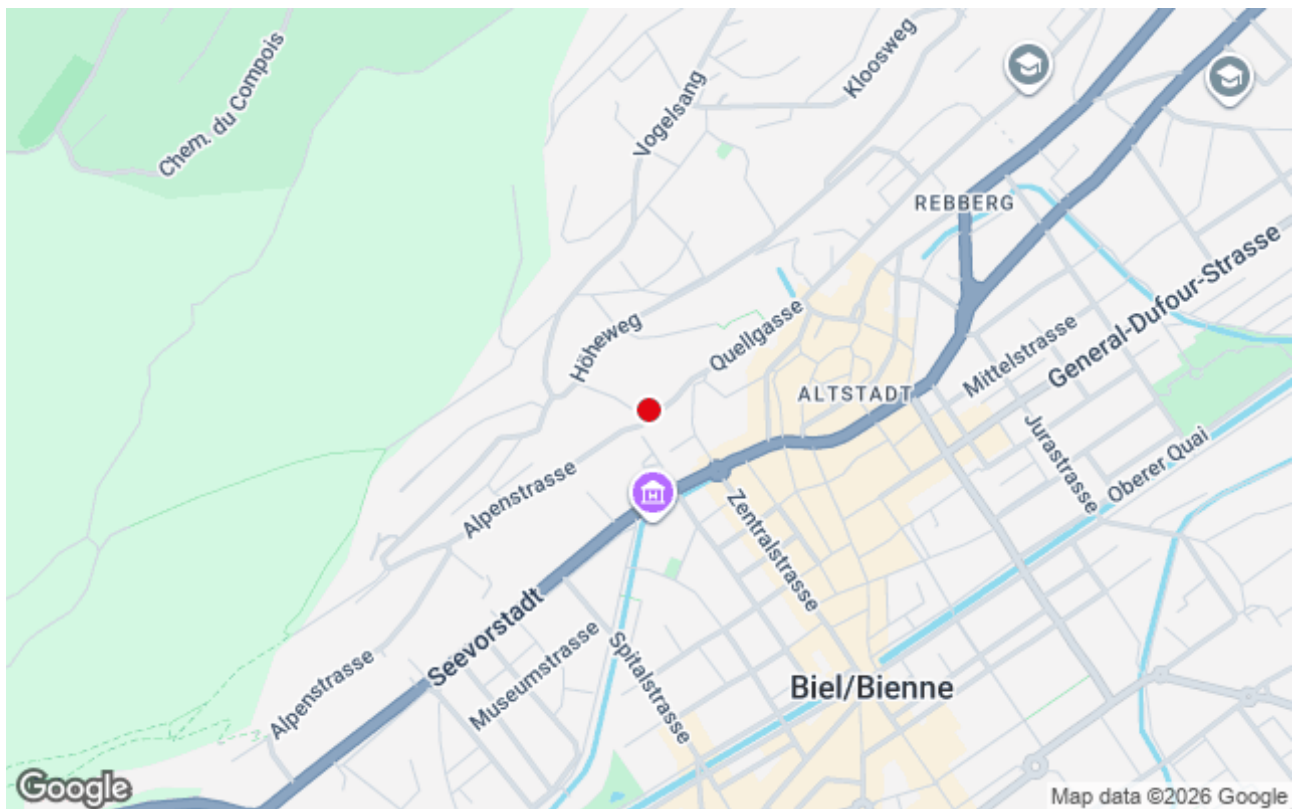 Chem. du Compois
Vogelsang
Kloosweg
REBBERG
General-Dufour-Strasse
Höheweg
Quellgasse
Mittelstrasse
ALTSTADT
Jurastrasse
Oberer Quai
Alpenstrasse
Zentralstrasse
Seevorstadt
Museumstrasse
Spitalstrasse
Alpenstrasse
Biel/Bienne
Google
Map data ©2026 Google